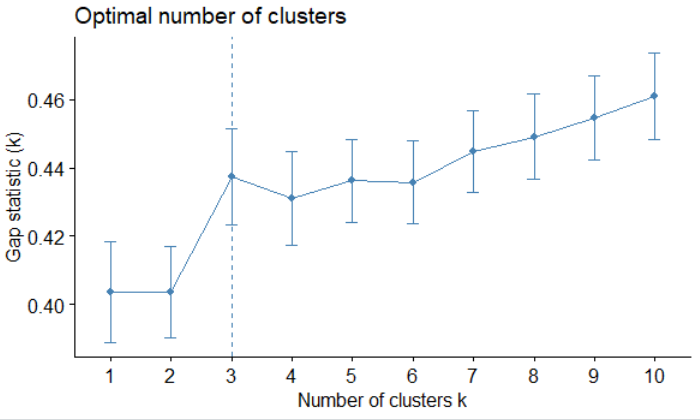 Optimal number of clusters
Gap statistic (k)
0.46
0.44
0.42
0.40
1 2 3 4 5 6 7 8 9 10
Number of clusters k